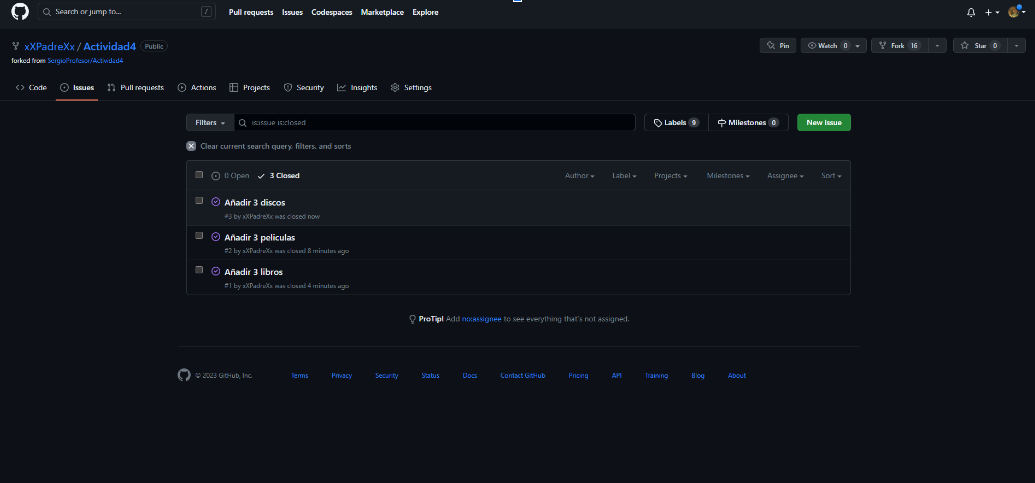 Search or jump to... / Pull requests Issues Codespaces Marketplace Explore
xXPadreXx / Actividad4 Public Pin Watch 0 Fork 16 Star 0
forked from SergioProfesor/Actividad4
Code Issues Pull requests Actions Projects Security Insights Settings
Filters is:issue is:closed Labels 9 Milestones 0 New issue
Clear current search query, filters, and sorts
0 Open 3 Closed Author Label Projects Milestones Assignee Sort
Añadir 3 discos
#3 by xXPadreXx was closed now
Añadir 3 peliculas
#2 by xXPadreXx was closed 8 minutes ago
Añadir 3 libros
#1 by xXPadreXx was closed 4 minutes ago
ProTip! Add no:assignee to see everything that's not assigned.
© 2023 GitHub, Inc. Terms Privacy Security Status Docs Contact GitHub Pricing API Training Blog About